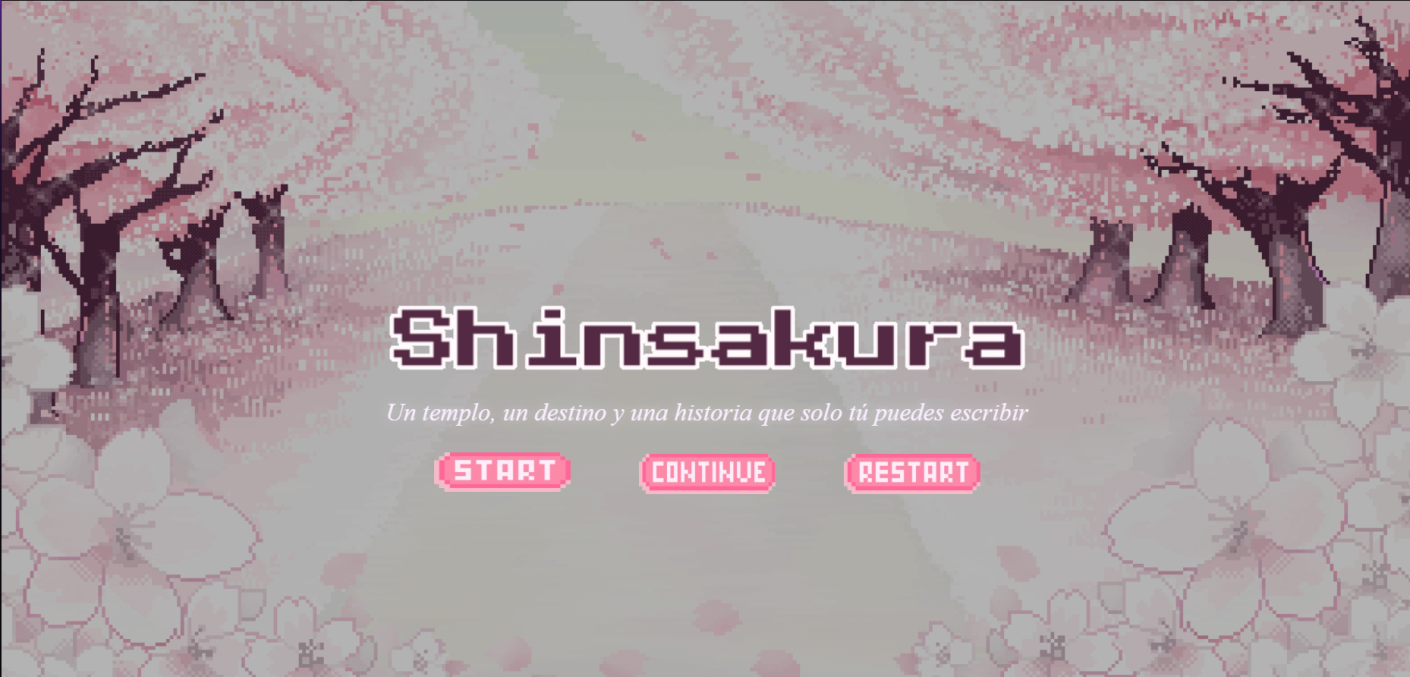 Shinsakura
Un templo, un destino y una historia que solo tú puedes escribir
START CONTINUE RESTART